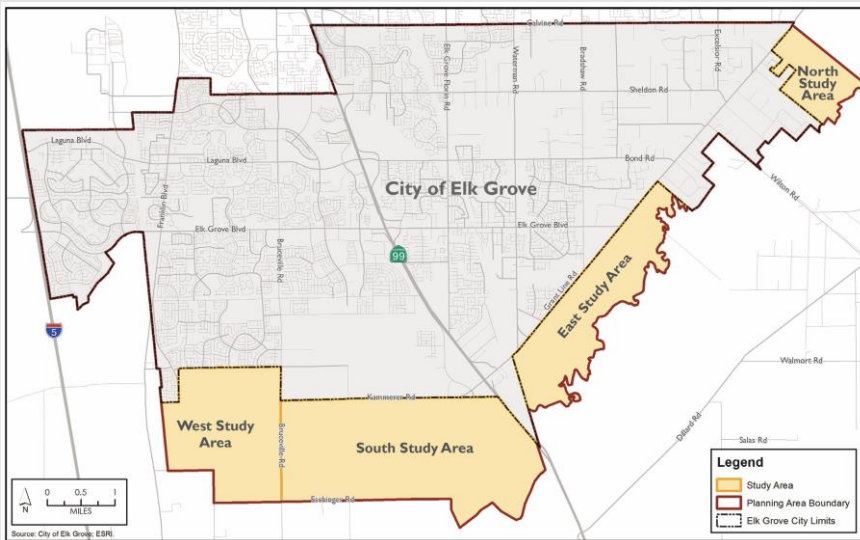 Calvine Rd
Elk Grove Florin Rd
Waterman Rd
Bradshaw Rd
Excelsior Rd
North
Study
Area
Sheldon Rd
Laguna Blvd
Laguna Blvd
Bond Rd
Wilton Rd
Franklin Blvd
City of Elk Grove
Elk Grove Blvd
Elk Grove Blvd
Bruceville Rd
99
Grant Line Rd
East Study Area
5
Walmort Rd
Kammerer Rd
Dillard Rd
West Study
Area
Bruceville Rd
South Study Area
Salas Rd
Eschinger Rd
Legend
Study Area
Planning Area Boundary
Elk Grove City Limits
N
0 0.5 1
MILES
Source: City of Elk Grove; ESRI.